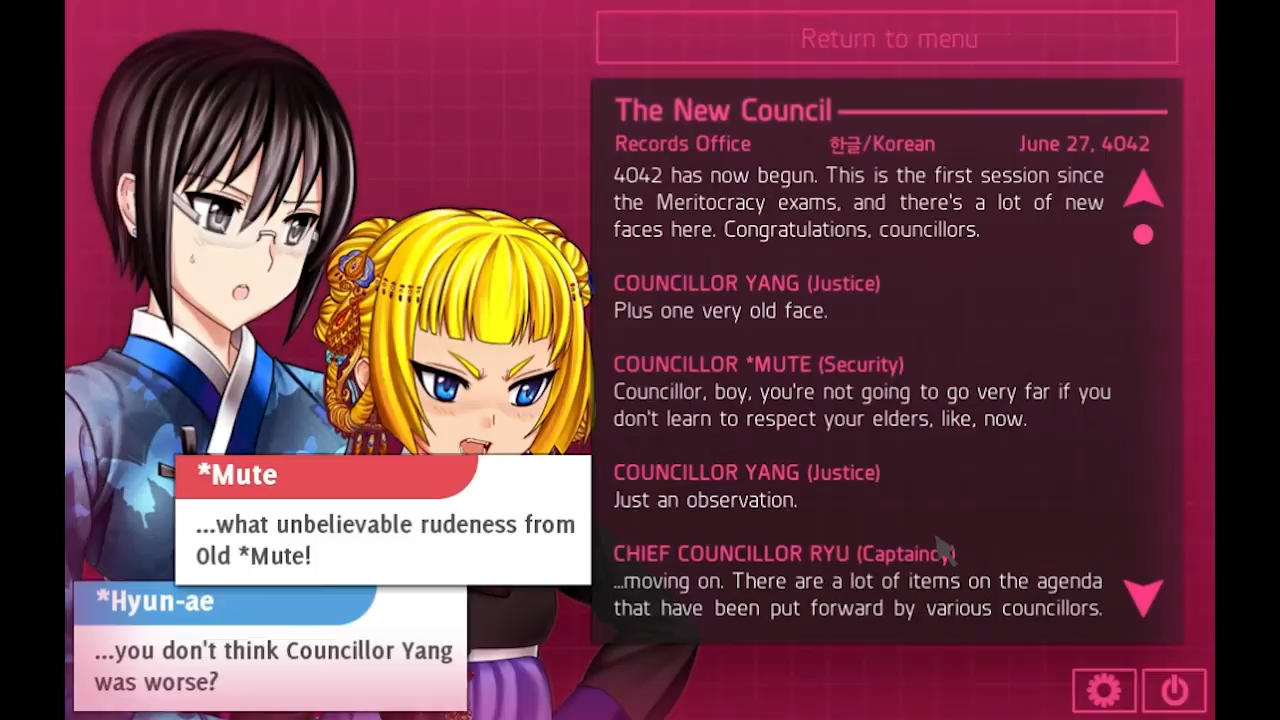 Return to menu
The New Council
Records Office 한글/Korean June 27, 4042
4042 has now begun. This is the first session since
the Meritocracy exams, and there's a lot of new
faces here. Congratulations, councillors.
COUNCILLOR YANG (Justice)
Plus one very old face.
COUNCILLOR *MUTE (Security)
Councillor, boy, you're not going to go very far if you
don't learn to respect your elders, like, now.
COUNCILLOR YANG (Justice)
Just an observation.
CHIEF COUNCILLOR RYU (Captaincy)
...moving on. There are a lot of items on the agenda
that have been put forward by various councillors.
*Mute
...what unbelievable rudeness from
Old *Mute!
*Hyun-ae
...you don't think Councillor Yang
was worse?